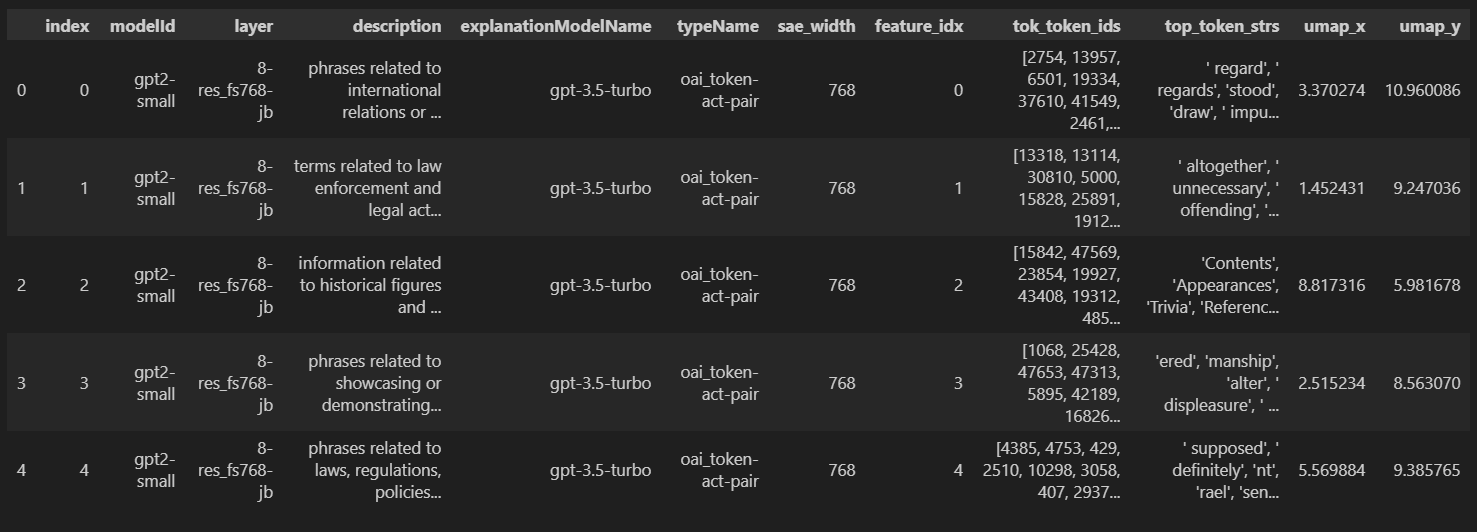 index modelId layer description explanationModelName typeName sae_width feature_idx tok_token_ids top_token_strs umap_x umap_y
0 0 gpt2-small 8-res_fs768-jb phrases related to international relations or ... gpt-3.5-turbo oai_token-act-pair 768 0 [2754, 13957, 6501, 19334, 37610, 41549, 2461,... ' regard', ' regards', 'stood', 'draw', ' impu... 3.370274 10.960086
1 1 gpt2-small 8-res_fs768-jb terms related to law enforcement and legal act... gpt-3.5-turbo oai_token-act-pair 768 1 [13318, 13114, 30810, 5000, 15828, 25891, 1912... ' altogether', ' unnecessary', ' offending', '... 1.452431 9.247036
2 2 gpt2-small 8-res_fs768-jb information related to historical figures and ... gpt-3.5-turbo oai_token-act-pair 768 2 [15842, 47569, 23854, 19927, 43408, 19312, 485... 'Contents', 'Appearances', 'Trivia', 'Referenc... 8.817316 5.981678
3 3 gpt2-small 8-res_fs768-jb phrases related to showcasing or demonstrating... gpt-3.5-turbo oai_token-act-pair 768 3 [1068, 25428, 47653, 47313, 5895, 42189, 16826... 'ered', 'manship', 'alter', ' displeasure', ' ... 2.515234 8.563070
4 4 gpt2-small 8-res_fs768-jb phrases related to laws, regulations, policies... gpt-3.5-turbo oai_token-act-pair 768 4 [4385, 4753, 429, 2510, 10298, 3058, 407, 2937... ' supposed', ' definitely', 'nt', 'rael', 'sen... 5.569884 9.385765